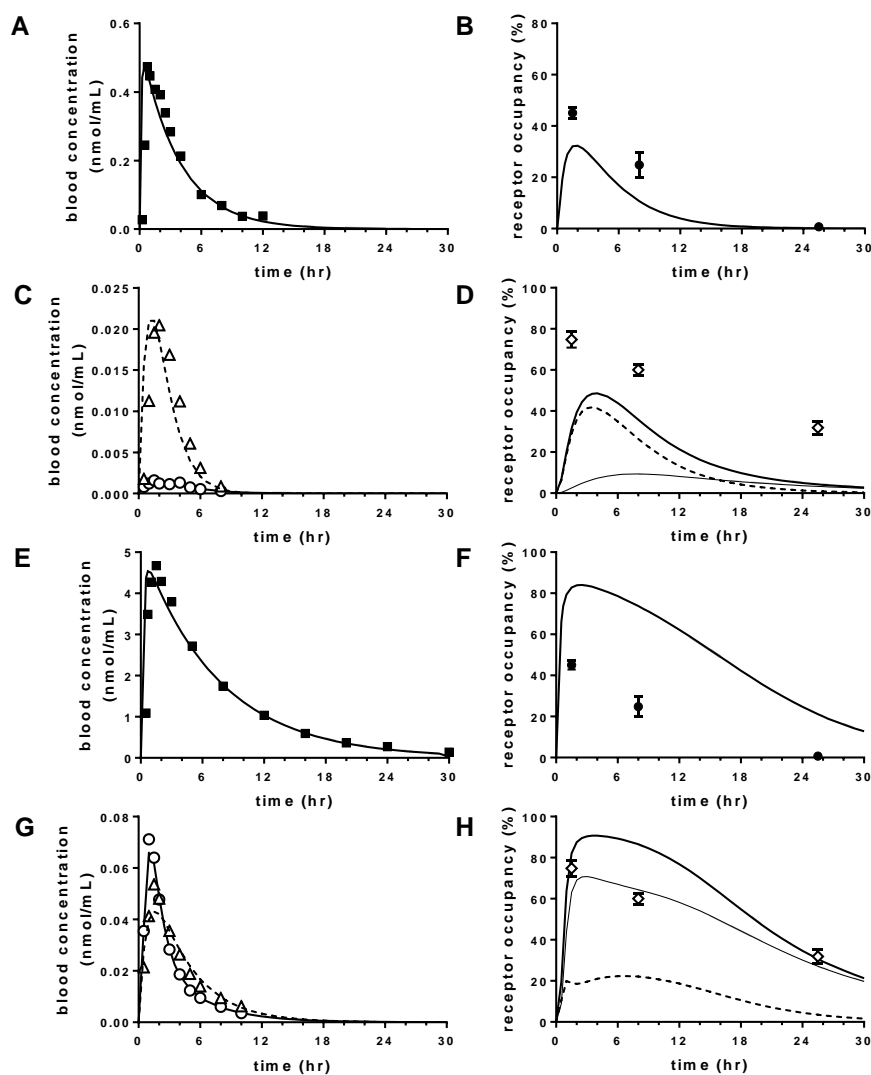 A
blood concentration
(nmol/mL)
0.6
0.4
0.2
0.0
0 6 12 18 24 30
time (hr)
B
receptor occupancy (%)
80
60
40
20
0
0 6 12 18 24 30
time (hr)
C
blood concentration
(nmol/mL)
0.025
0.020
0.015
0.010
0.005
0.000
0 6 12 18 24 30
time (hr)
D
receptor occupancy (%)
100
80
60
40
20
0
0 6 12 18 24 30
time (hr)
E
blood concentration
(nmol/mL)
5
4
3
2
1
0
0 6 12 18 24 30
time (hr)
F
receptor occupancy (%)
100
80
60
40
20
0
0 6 12 18 24 30
time (hr)
G
blood concentration
(nmol/mL)
0.08
0.06
0.04
0.02
0.00
0 6 12 18 24 30
time (hr)
H
receptor occupancy (%)
100
80
60
40
20
0
0 6 12 18 24 30
time (hr)